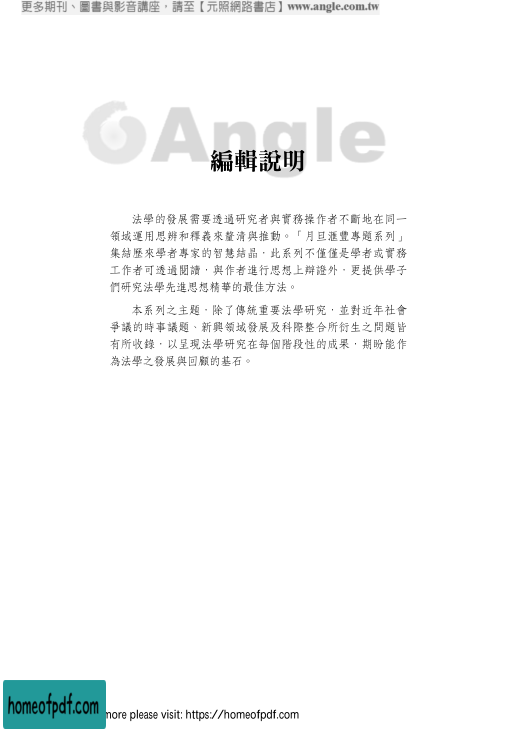 更多期刊、圖書與影音講座，請至【元照網路書店】www.angle.com.tw
Angle
編輯說明
法學的發展需要透過研究者與實務操作者不斷地在同一
領域運用思辨和釋義來釐清與推動。「月旦滙豐專題系列」
集結歷來學者專家的智慧結晶，此系列不僅僅是學者或實務
工作者可透過閱讀，與作者進行思想上辯證外，更提供學子
們研究法學先進思想精華的最佳方法。
本系列之主題，除了傳統重要法學研究，並對近年社會
爭議的時事議題、新興領域發展及科際整合所衍生之問題皆
有所收錄，以呈現法學研究在每個階段性的成果，期盼能作
為法學之發展與回顧的基石。
homeofpdf.com
more please visit: https://homeofpdf.com